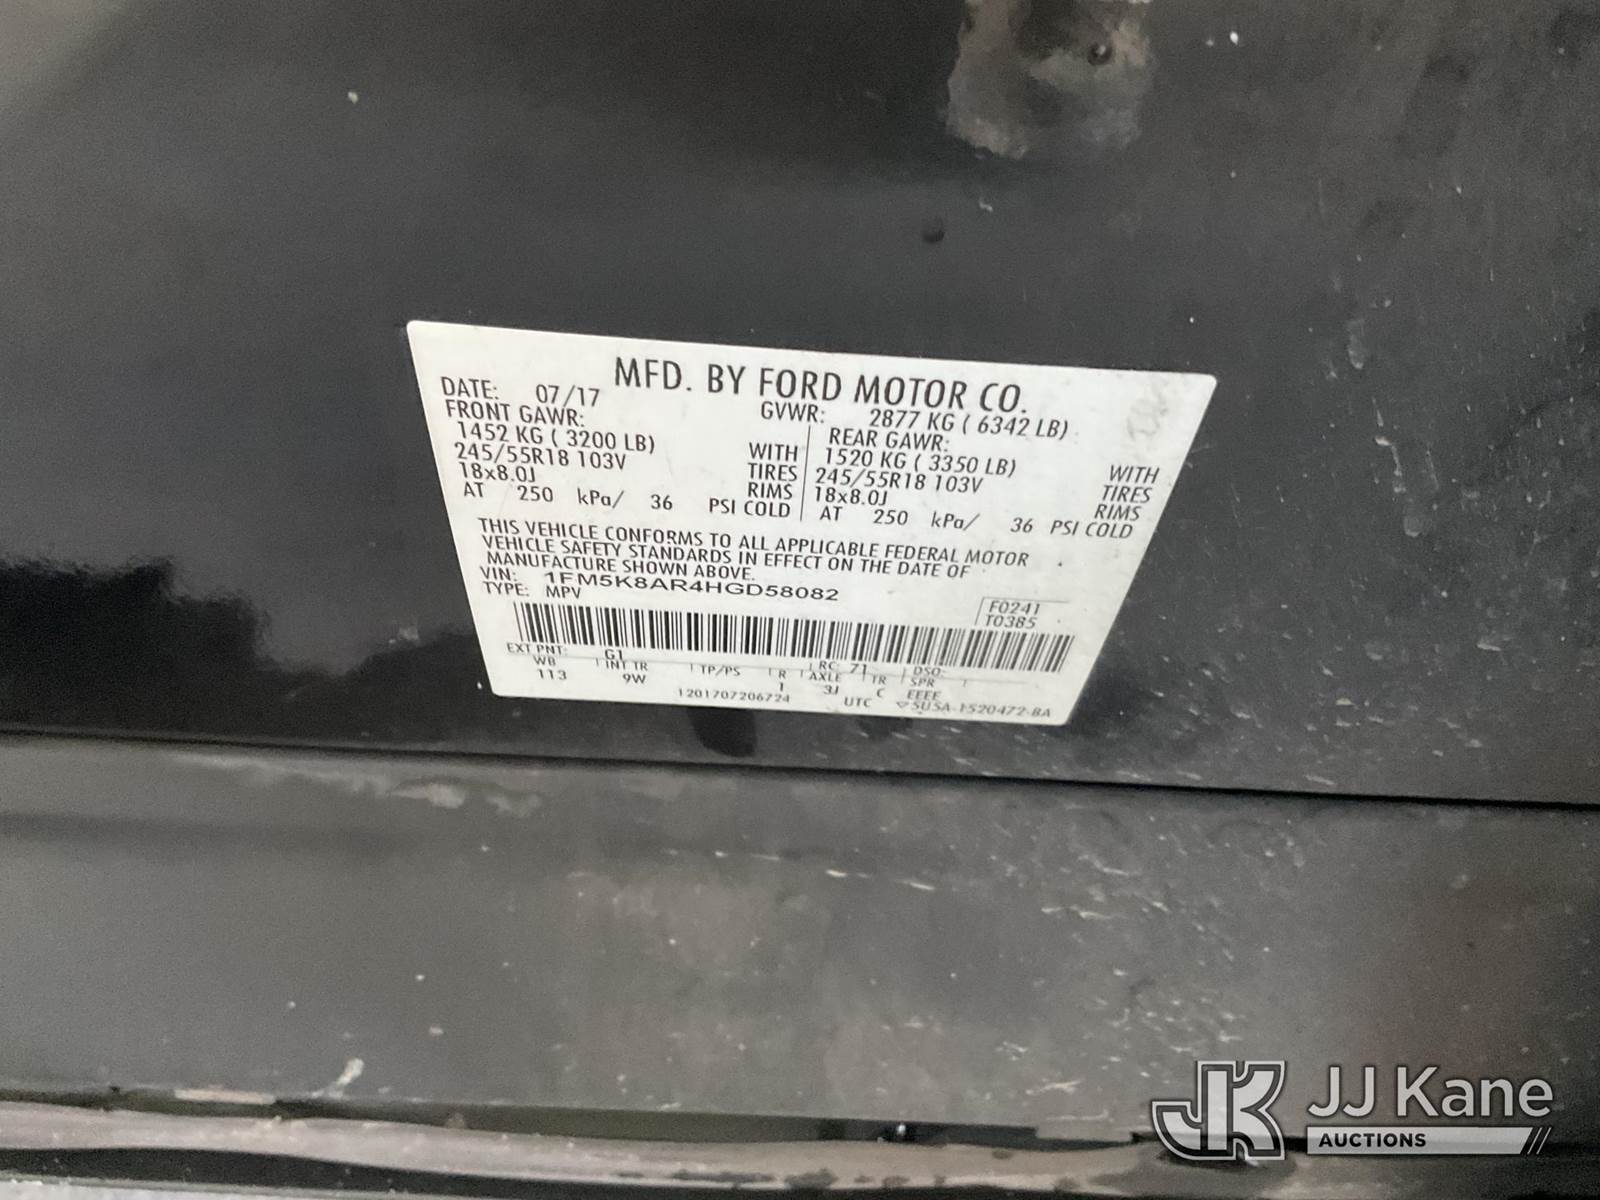 MFD. BY FORD MOTOR CO.
DATE: 07/17 GVWR: 2877 KG ( 6342 LB)
FRONT GAWR: REAR GAWR:
1452 KG ( 3200 LB) WITH 1520 KG ( 3350 LB) WITH
245/55R18 103V TIRES 245/55R18 103V TIRES
18x8.0J RIMS 18x8.0J RIMS
AT 250 kPa/ 36 PSI COLD AT 250 kPa/ 36 PSI COLD
THIS VEHICLE CONFORMS TO ALL APPLICABLE FEDERAL MOTOR
VEHICLE SAFETY STANDARDS IN EFFECT ON THE DATE OF
MANUFACTURE SHOWN ABOVE.
VIN: 1FM5K8AR4HGD58082
TYPE: MPV
F0241
T0385
EXT PNT: G1 RC: 71 DSO:
WB INT TR TP/PS R AXLE TR SPR
113 9W 1 3J C EEEE
1201707206724 UTC ▽5U5A-1520472-BA
JK JJ Kane
AUCTIONS